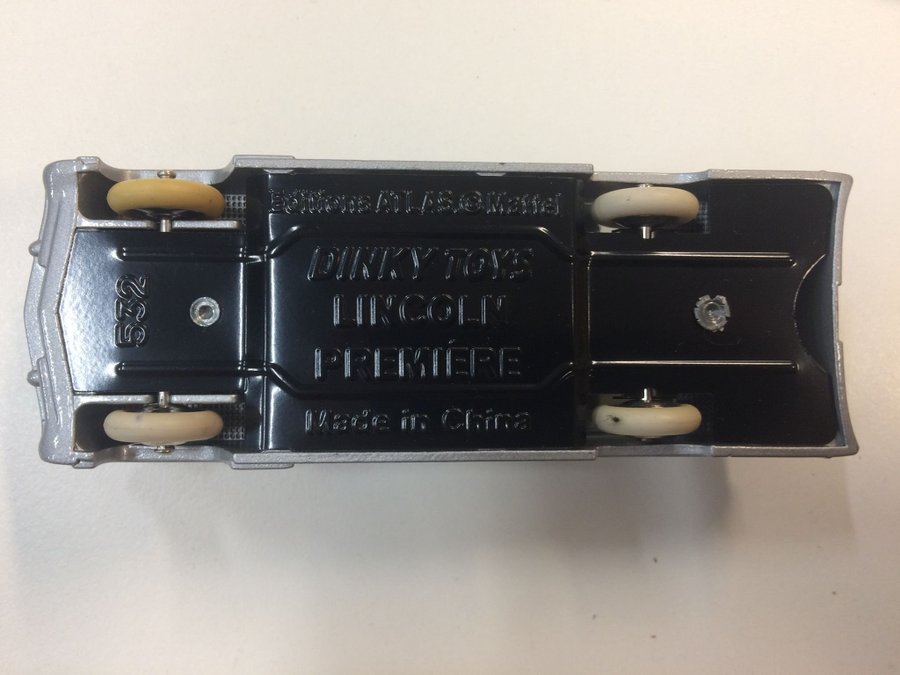 Editions ATLAS.© Mattel
DINKY TOYS
LINCOLN
PREMIÈRE
Made in China
532